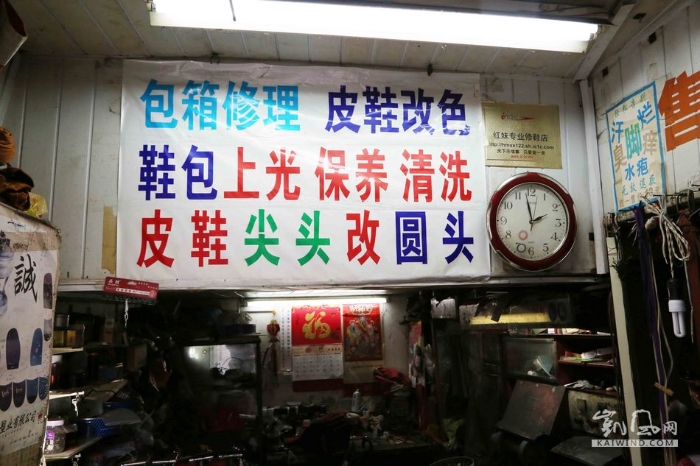 包箱修理 皮鞋改色
鞋包上光 保养 清洗
皮鞋尖头改圆头
红妹专业修鞋店
汗脚
烂
臭
痒
水疱
售
福
誠
凯风网
KAIWIND.COM